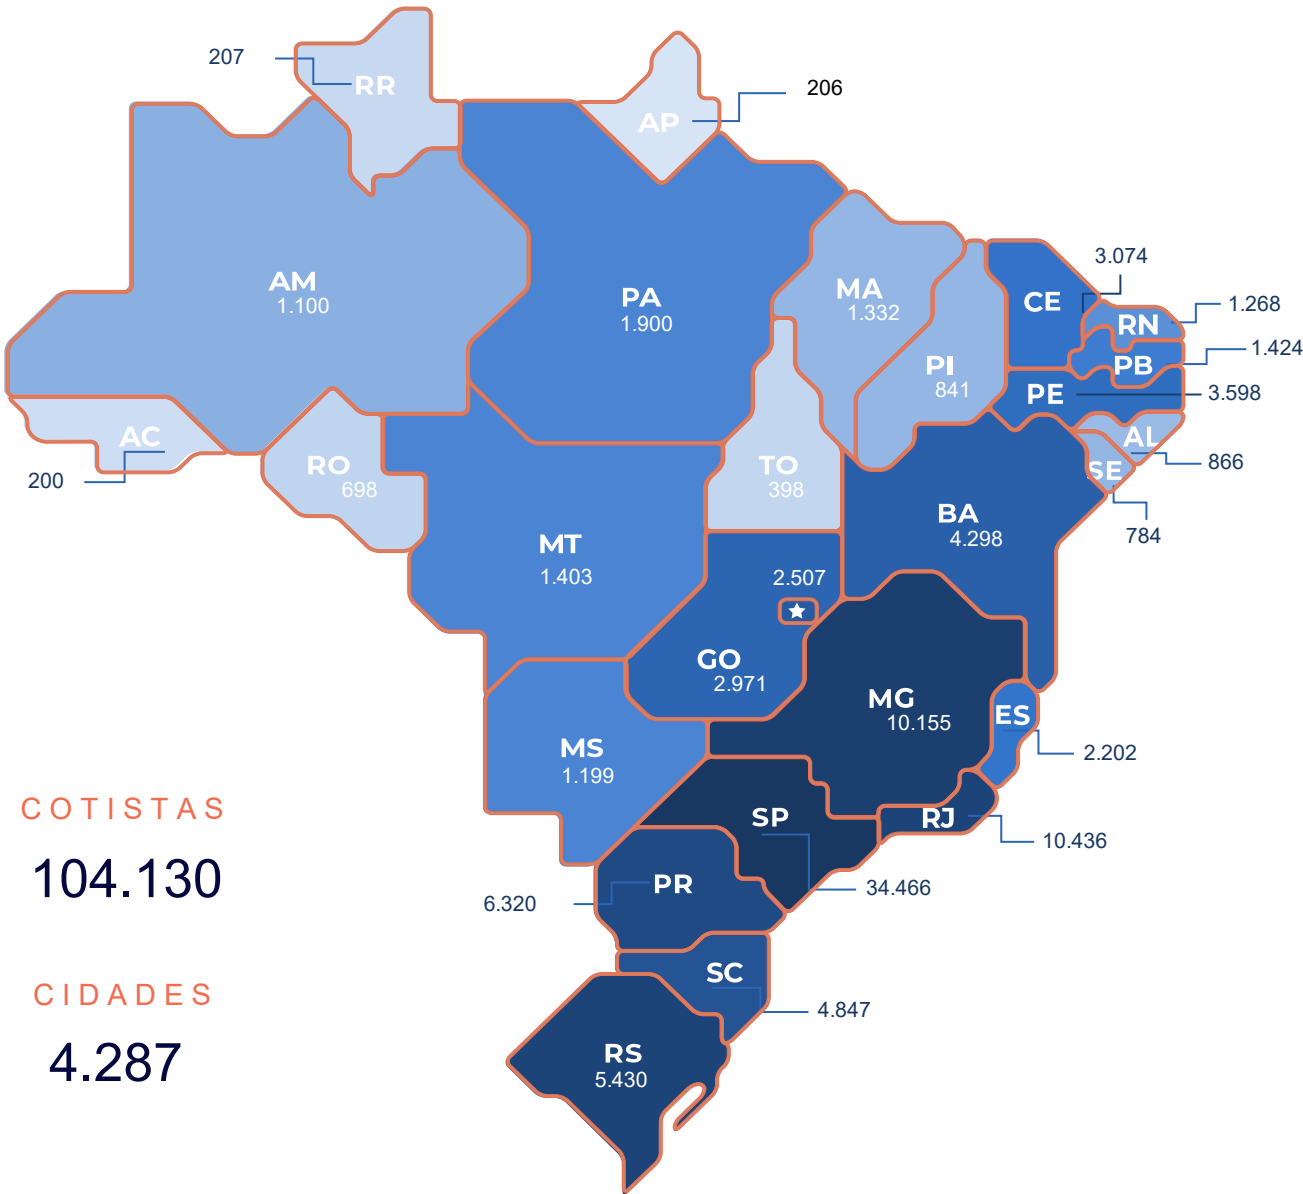 207
RR
206
AP
3.074
AM
1.100
PA
1.900
MA
1.332
CE
RN
1.268
PI
841
PB
1.424
PE
3.598
AC
200
RO
698
TO
398
AL
866
SE
784
BA
4.298
MT
1.403
2.507
GO
2.971
MG
10.155
ES
2.202
MS
1.199
SP
34.466
RJ
10.436
COTISTAS
104.130
PR
6.320
SC
4.847
CIDADES
4.287
RS
5.430